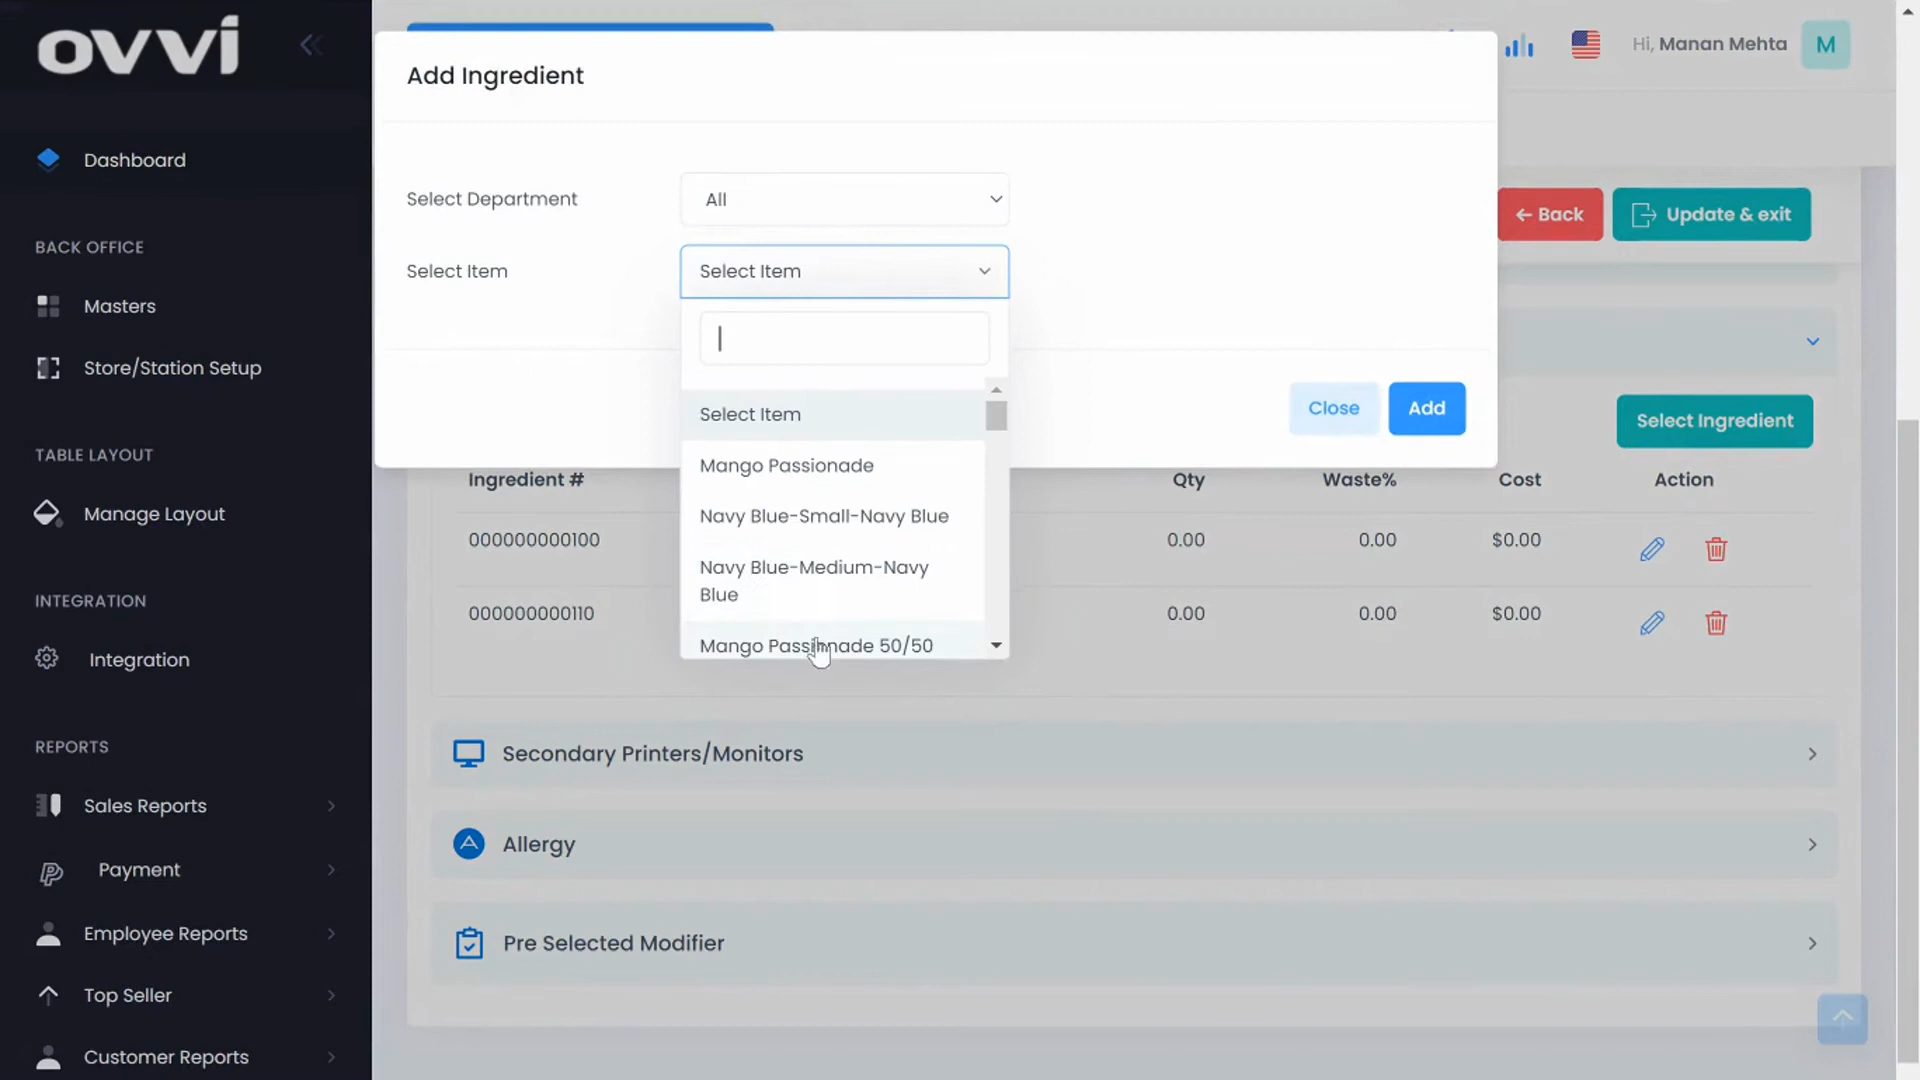 ovvi
Hi, Manan Mehta
M
Add Ingredient
Dashboard
Select Department
All
← Back
Update & exit
BACK OFFICE
Select Item
Select Item
Masters
Store/Station Setup
Select Item
Close
Add
Select Ingredient
TABLE LAYOUT
Mango Passionade
Ingredient #
Qty
Waste%
Cost
Action
Manage Layout
Navy Blue-Small-Navy Blue
000000000100
0.00
0.00
$0.00
Navy Blue-Medium-Navy
Blue
INTEGRATION
000000000110
0.00
0.00
$0.00
Mango Passionade 50/50
Integration
REPORTS
Secondary Printers/Monitors
Sales Reports
Allergy
Payment
Employee Reports
Pre Selected Modifier
Top Seller
Customer Reports